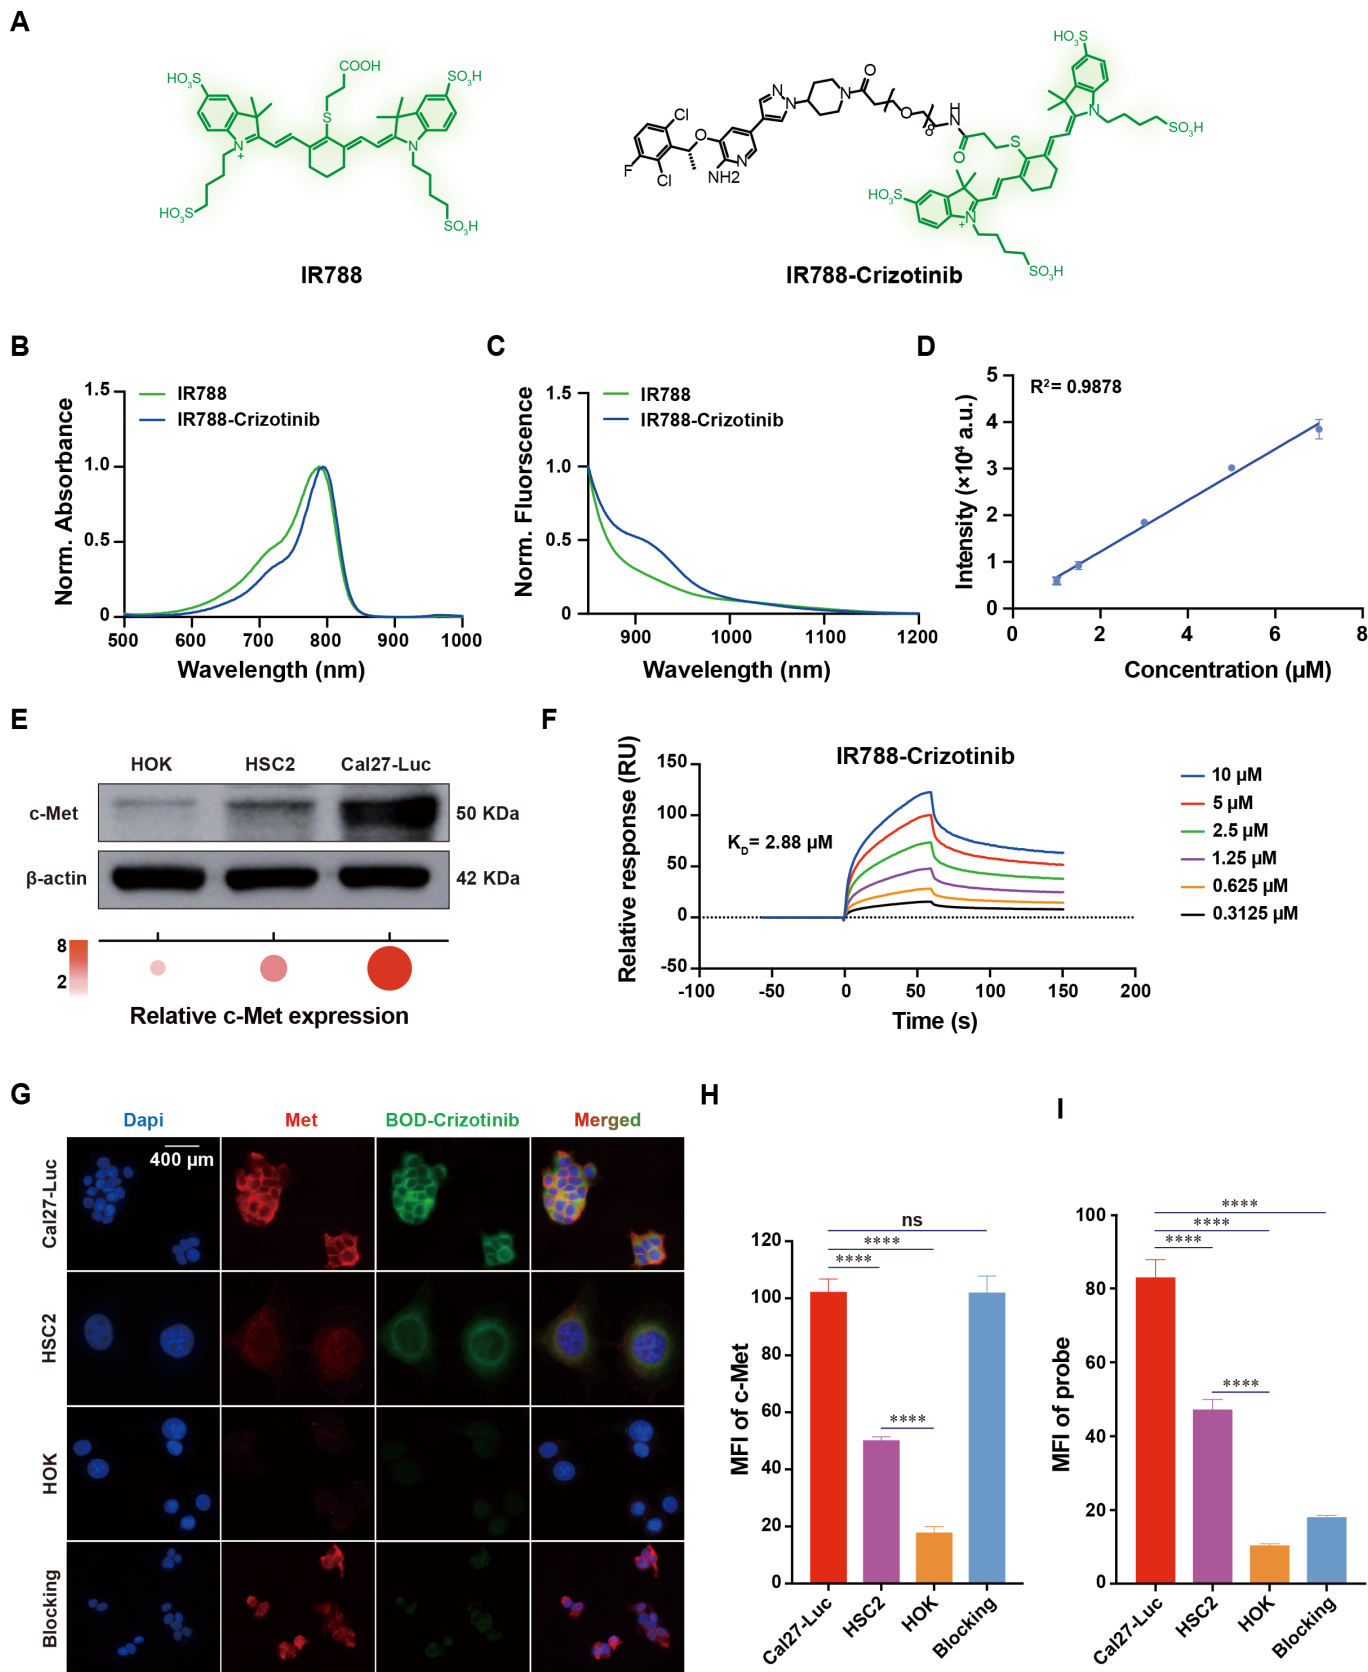 A
HO3S
COOH
SO3H
S
N
+
N
HO3S
SO3H
IR788
Cl
F
Cl
O
NH2
N
N
N
N
O
O
8
H
N
O
S
HO3S
N
SO3H
HO3S
N
+
SO3H
IR788-Crizotinib
B
Norm. Absorbance
1.5
1.0
0.5
0
IR788
IR788-Crizotinib
500 600 700 800 900 1000
Wavelength (nm)
C
Norm. Fluorescence
1.5
1.0
0.5
0
IR788
IR788-Crizotinib
900 1000 1100 1200
Wavelength (nm)
D
Intensity (×10⁴ a.u.)
5
4
3
2
1
0
R²= 0.9878
0 2 4 6 8
Concentration (µM)
E
HOK HSC2 Cal27-Luc
c-Met 50 KDa
β-actin 42 KDa
8
2
Relative c-Met expression
F
IR788-Crizotinib
Relative response (RU)
150
100
50
0
-50
KD= 2.88 µM
-100 -50 0 50 100 150 200
Time (s)
10 µM
5 µM
2.5 µM
1.25 µM
0.625 µM
0.3125 µM
G
Dapi Met BOD-Crizotinib Merged
400 µm
Cal27-Luc
HSC2
HOK
Blocking
H
MFI of c-Met
120
100
80
60
40
20
0
ns
****
****
****
Cal27-Luc HSC2 HOK Blocking
I
MFI of probe
100
80
60
40
20
0
****
****
****
****
Cal27-Luc HSC2 HOK Blocking